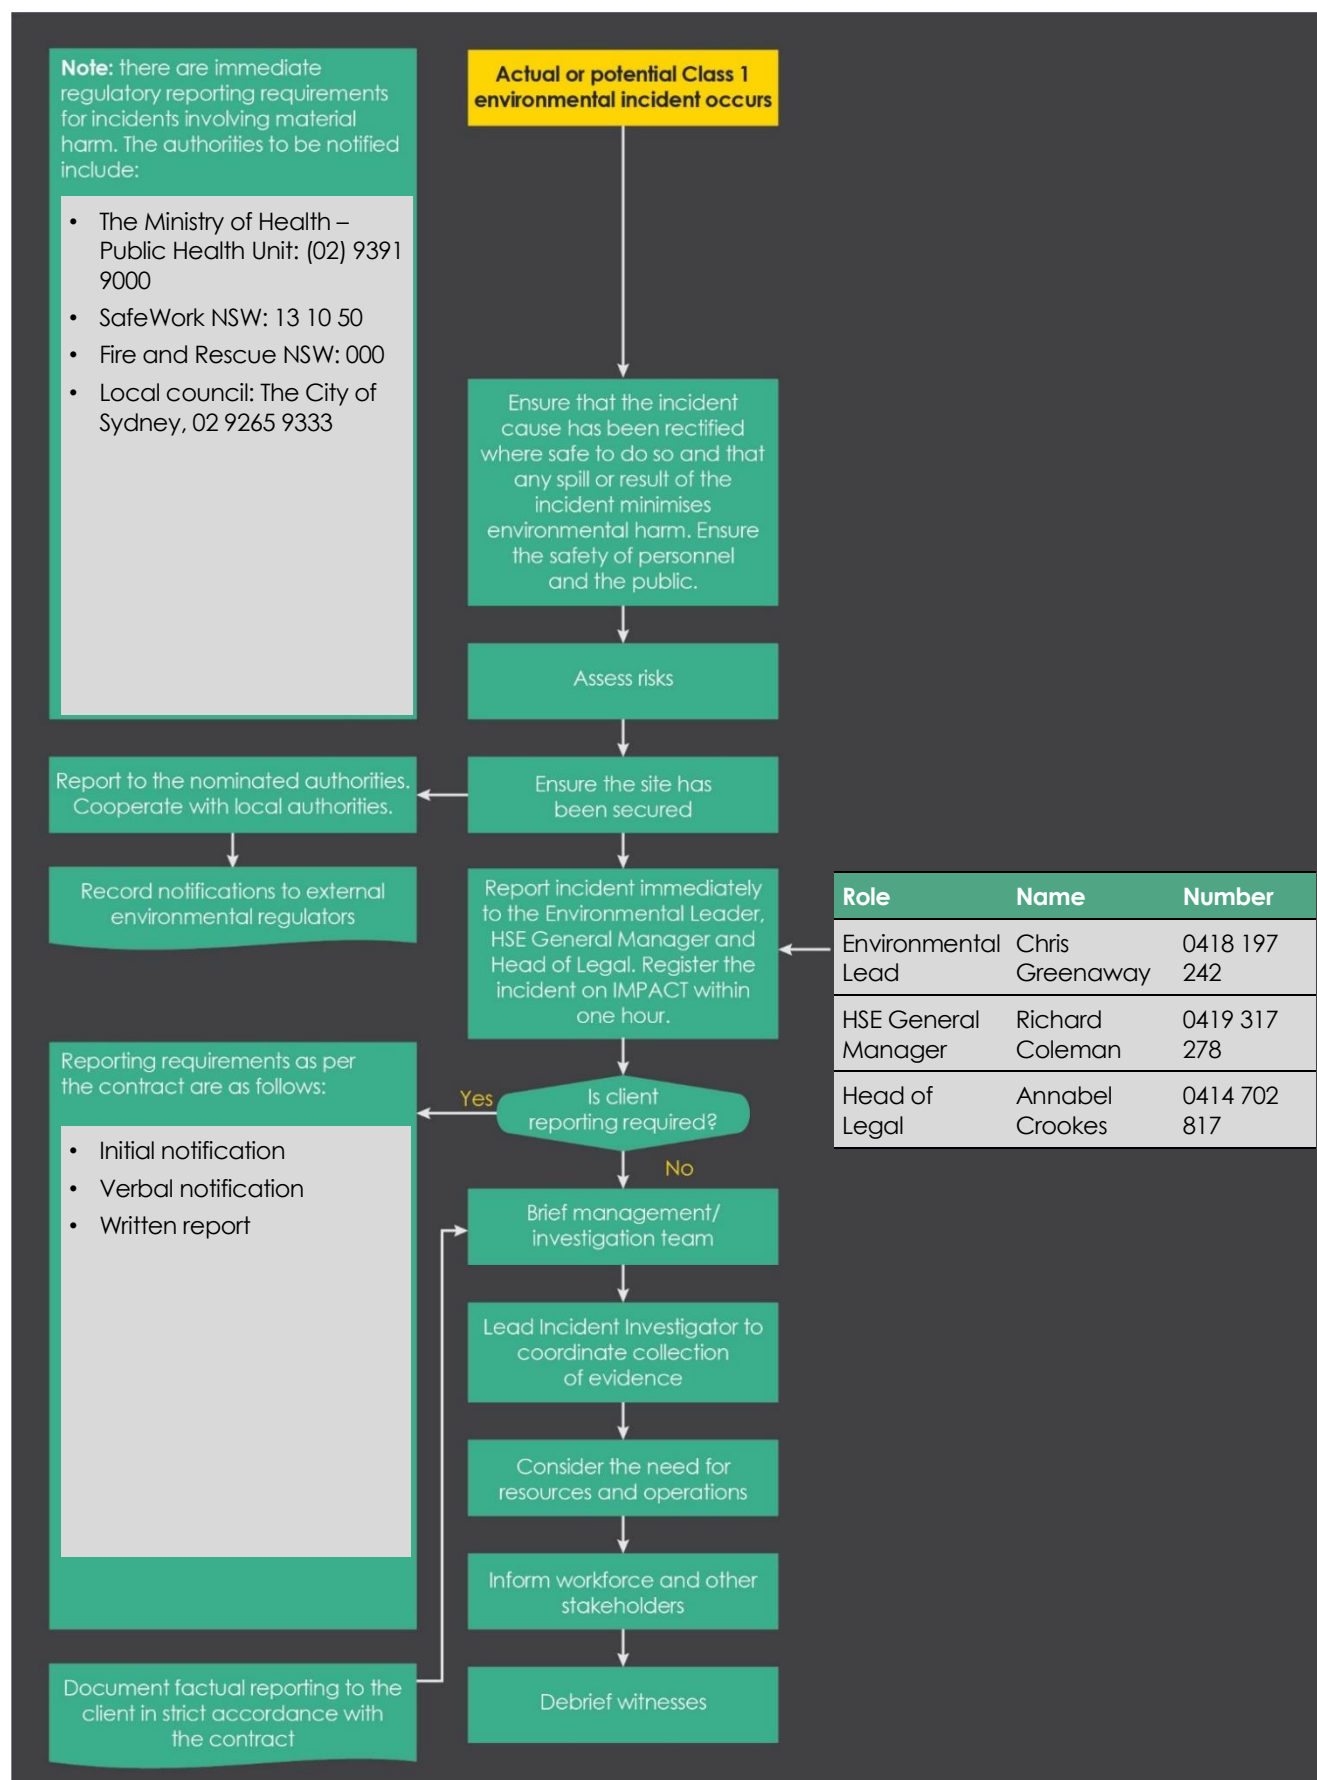 Note: there are immediate
regulatory reporting requirements
for incidents involving material
harm. The authorities to be notified
include:
• The Ministry of Health –
Public Health Unit: (02) 9391
9000
• SafeWork NSW: 13 10 50
• Fire and Rescue NSW: 000
• Local council: The City of
Sydney, 02 9265 9333
Actual or potential Class 1
environmental incident occurs
Ensure that the incident
cause has been rectified
where safe to do so and that
any spill or result of the
incident minimises
environmental harm. Ensure
the safety of personnel
and the public.
Assess risks
Ensure the site has
been secured
Report to the nominated authorities.
Cooperate with local authorities.
Record notifications to external
environmental regulators
Report incident immediately
to the Environmental Leader,
HSE General Manager and
Head of Legal. Register the
incident on IMPACT within
one hour.
Role Name Number
Environmental Chris 0418 197
Lead Greenaway 242
HSE General Richard 0419 317
Manager Coleman 278
Head of Annabel 0414 702
Legal Crookes 817
Is client
reporting required?
Yes
No
Reporting requirements as per
the contract are as follows:
• Initial notification
• Verbal notification
• Written report
Document factual reporting to the
client in strict accordance with
the contract
Brief management/
investigation team
Lead Incident Investigator to
coordinate collection
of evidence
Consider the need for
resources and operations
Inform workforce and other
stakeholders
Debrief witnesses